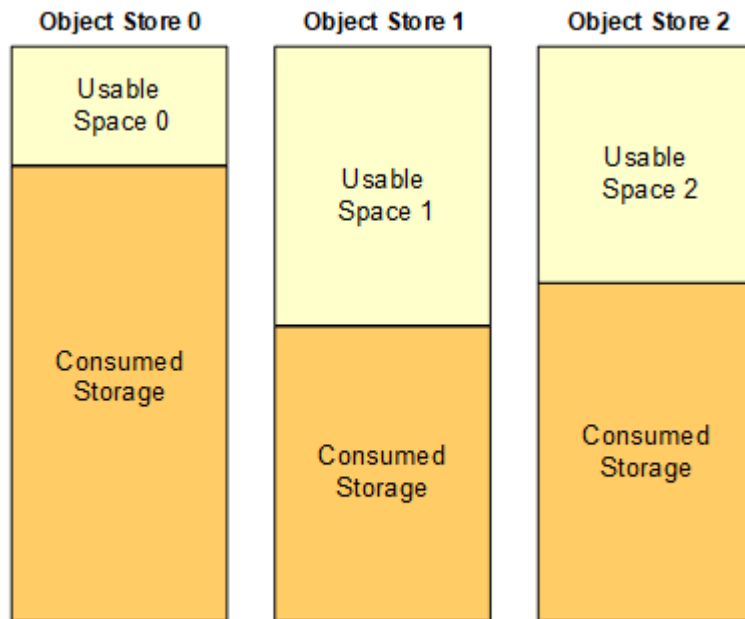 Object Store 0
Object Store 1
Object Store 2
Usable
Space 0
Usable
Space 1
Usable
Space 2
Consumed
Storage
Consumed
Storage
Consumed
Storage